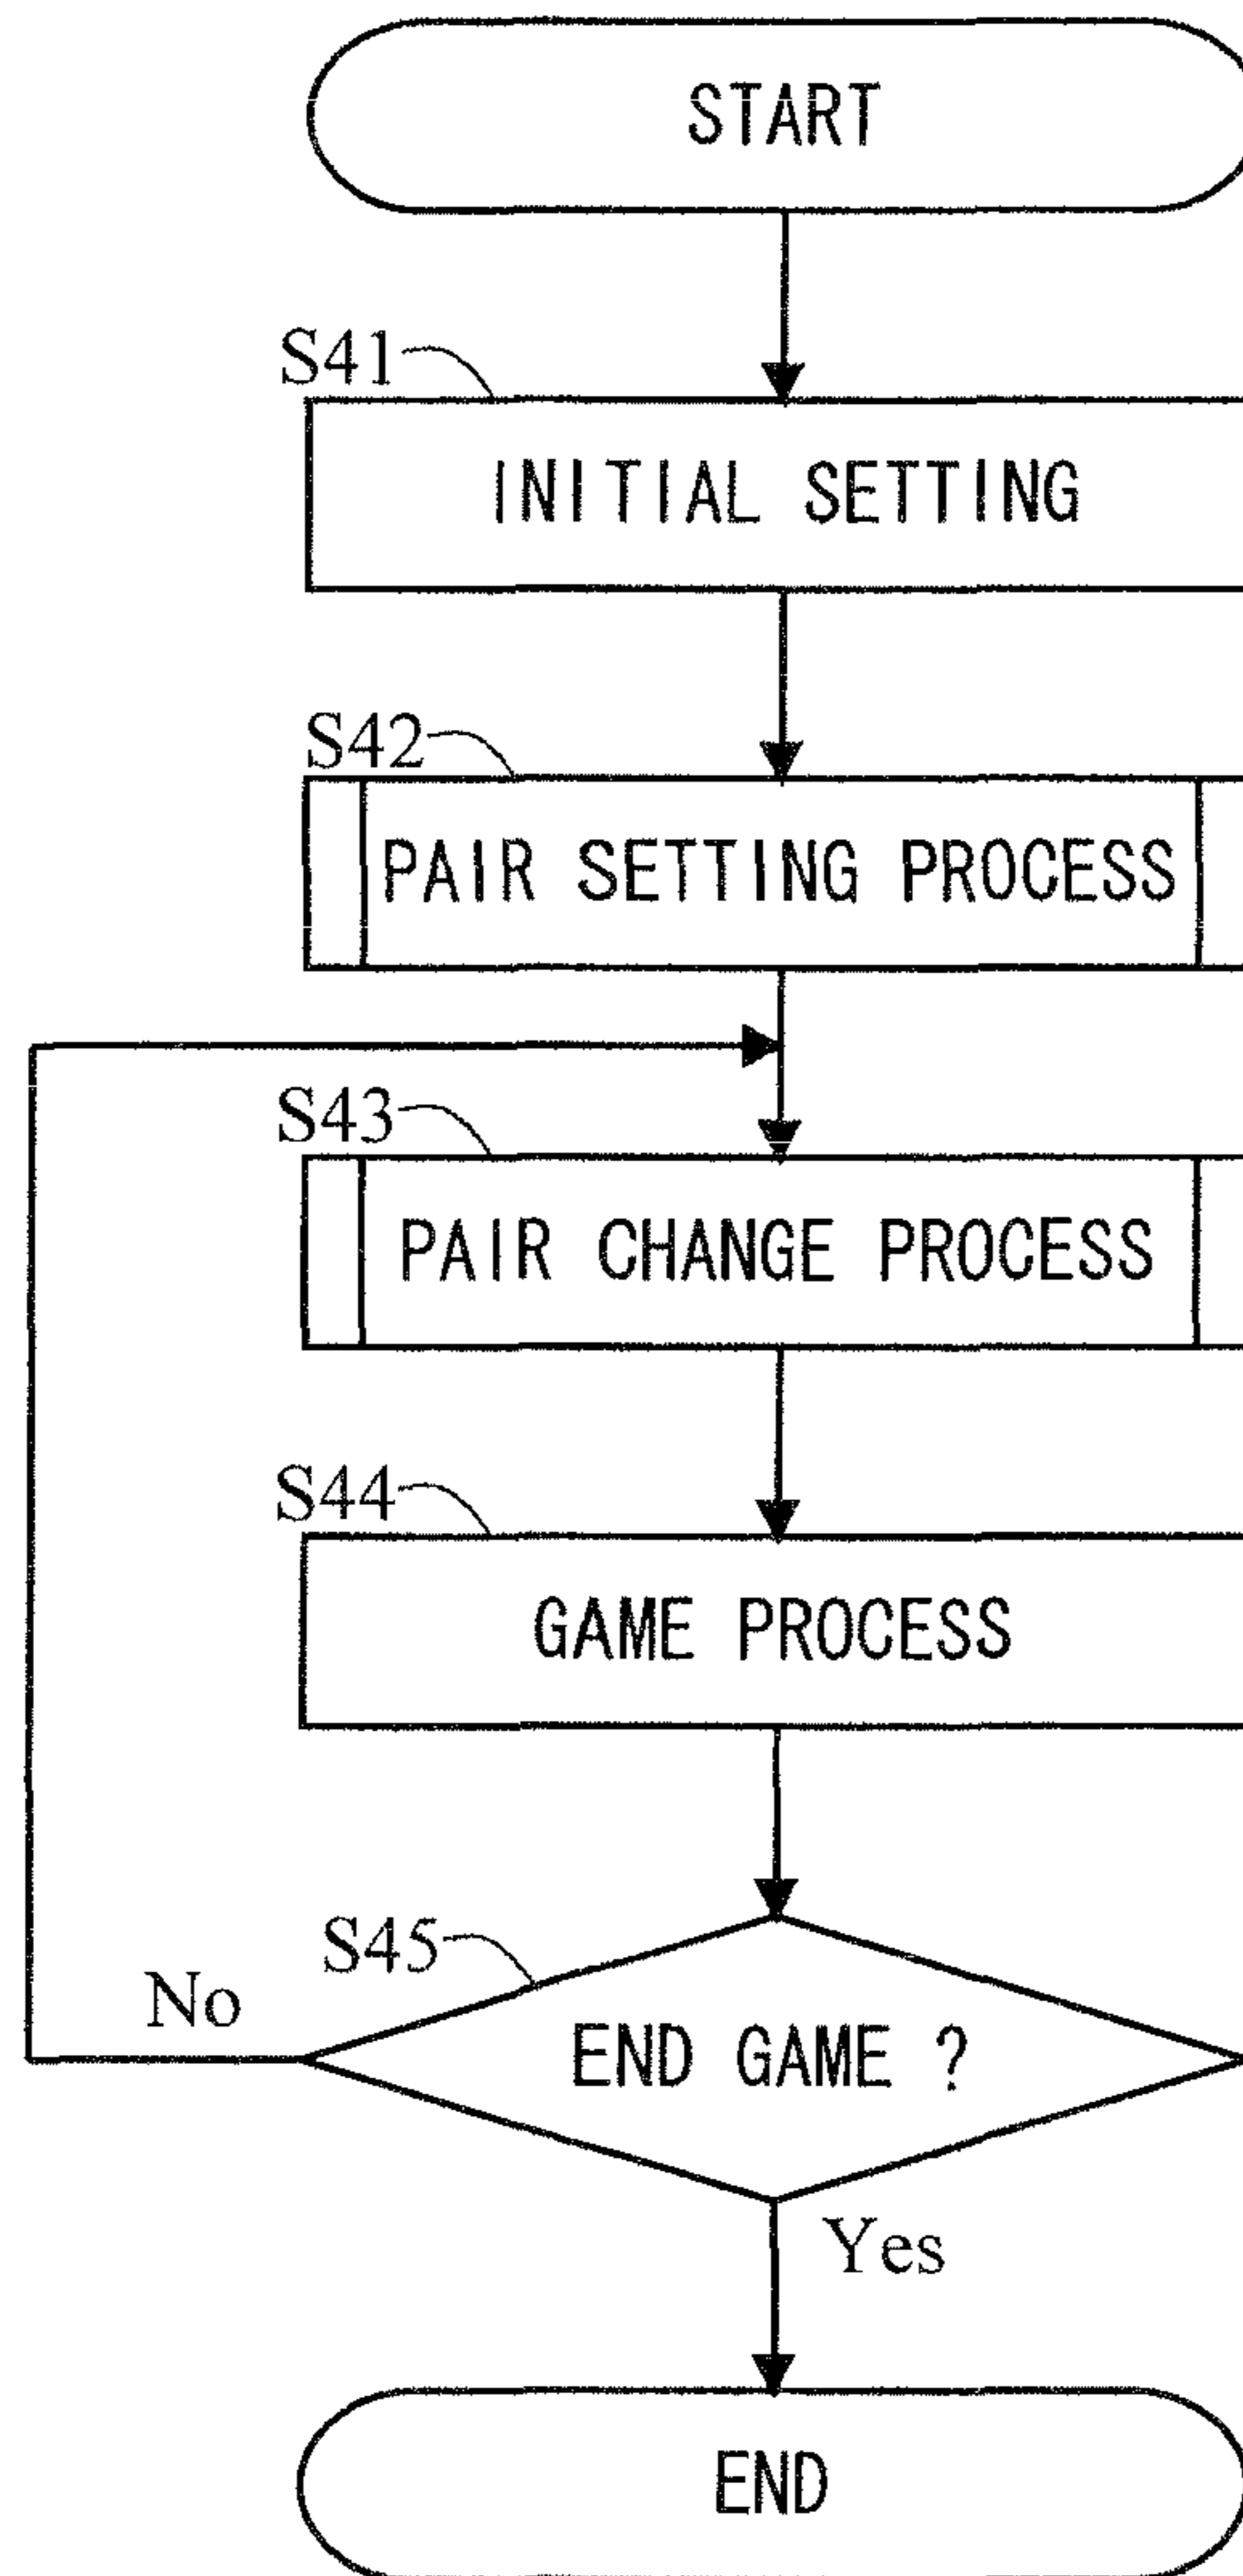 START
S41
INITIAL SETTING
S42
PAIR SETTING PROCESS
S43
PAIR CHANGE PROCESS
S44
GAME PROCESS
S45
No
END GAME ?
Yes
END